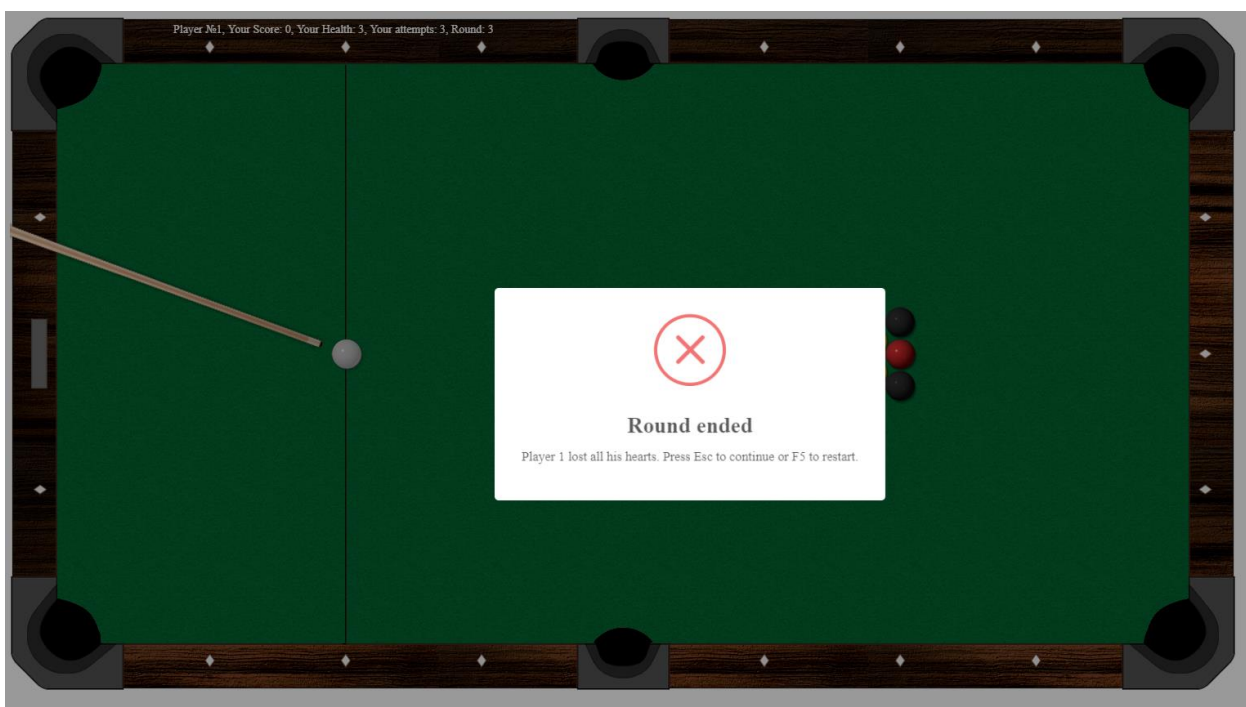 Player №1, Your Score: 0, Your Health: 3, Your attempts: 3, Round: 3
Round ended
Player 1 lost all his hearts. Press Esc to continue or F5 to restart.